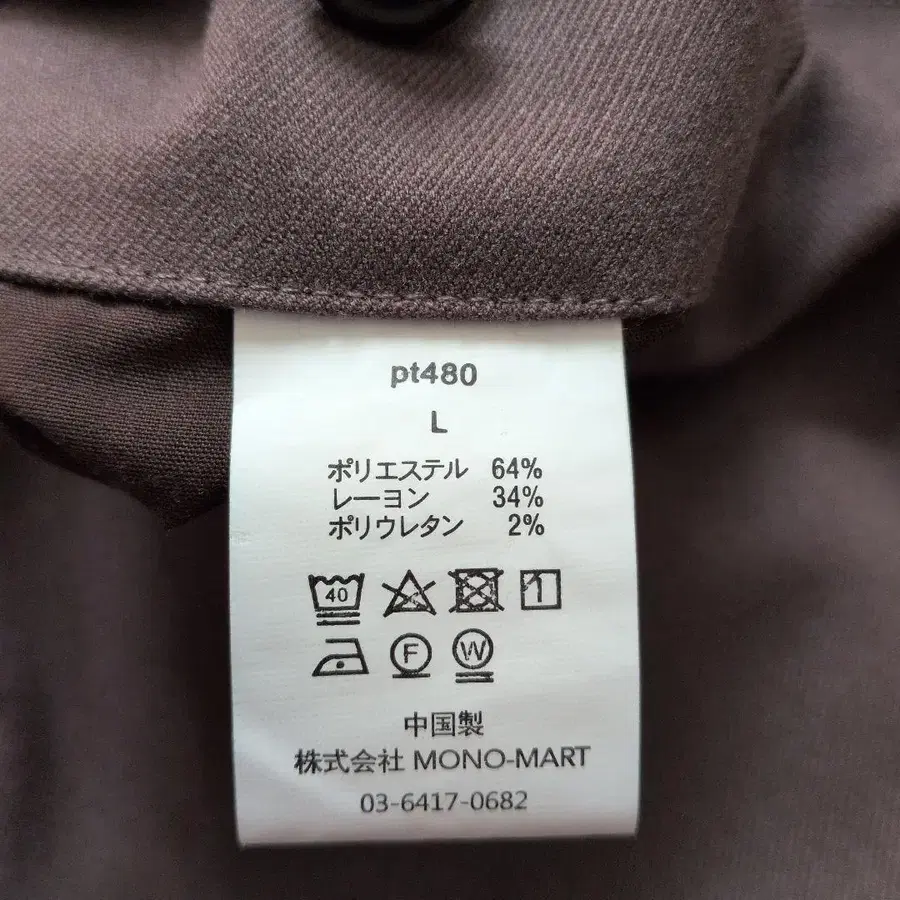 pt480
L
ポリエステル 64%
レーヨン 34%
ポリウレタン 2%
40
F W
中国製
株式会社 MONO-MART
03-6417-0682